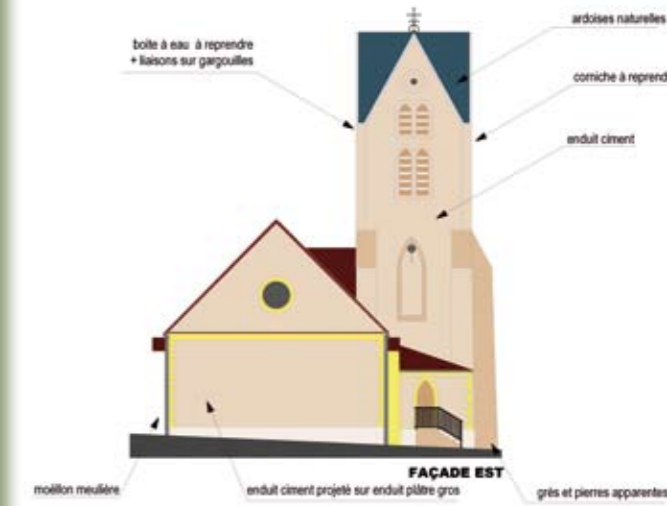 ardoises naturelles
boite à eau à reprendre
+ liaisons sur gargouilles
corniche à reprend
enduit ciment
FAÇADE EST
moëllon meulière
enduit ciment projeté sur enduit plâtre gros
grès et pierres apparentes